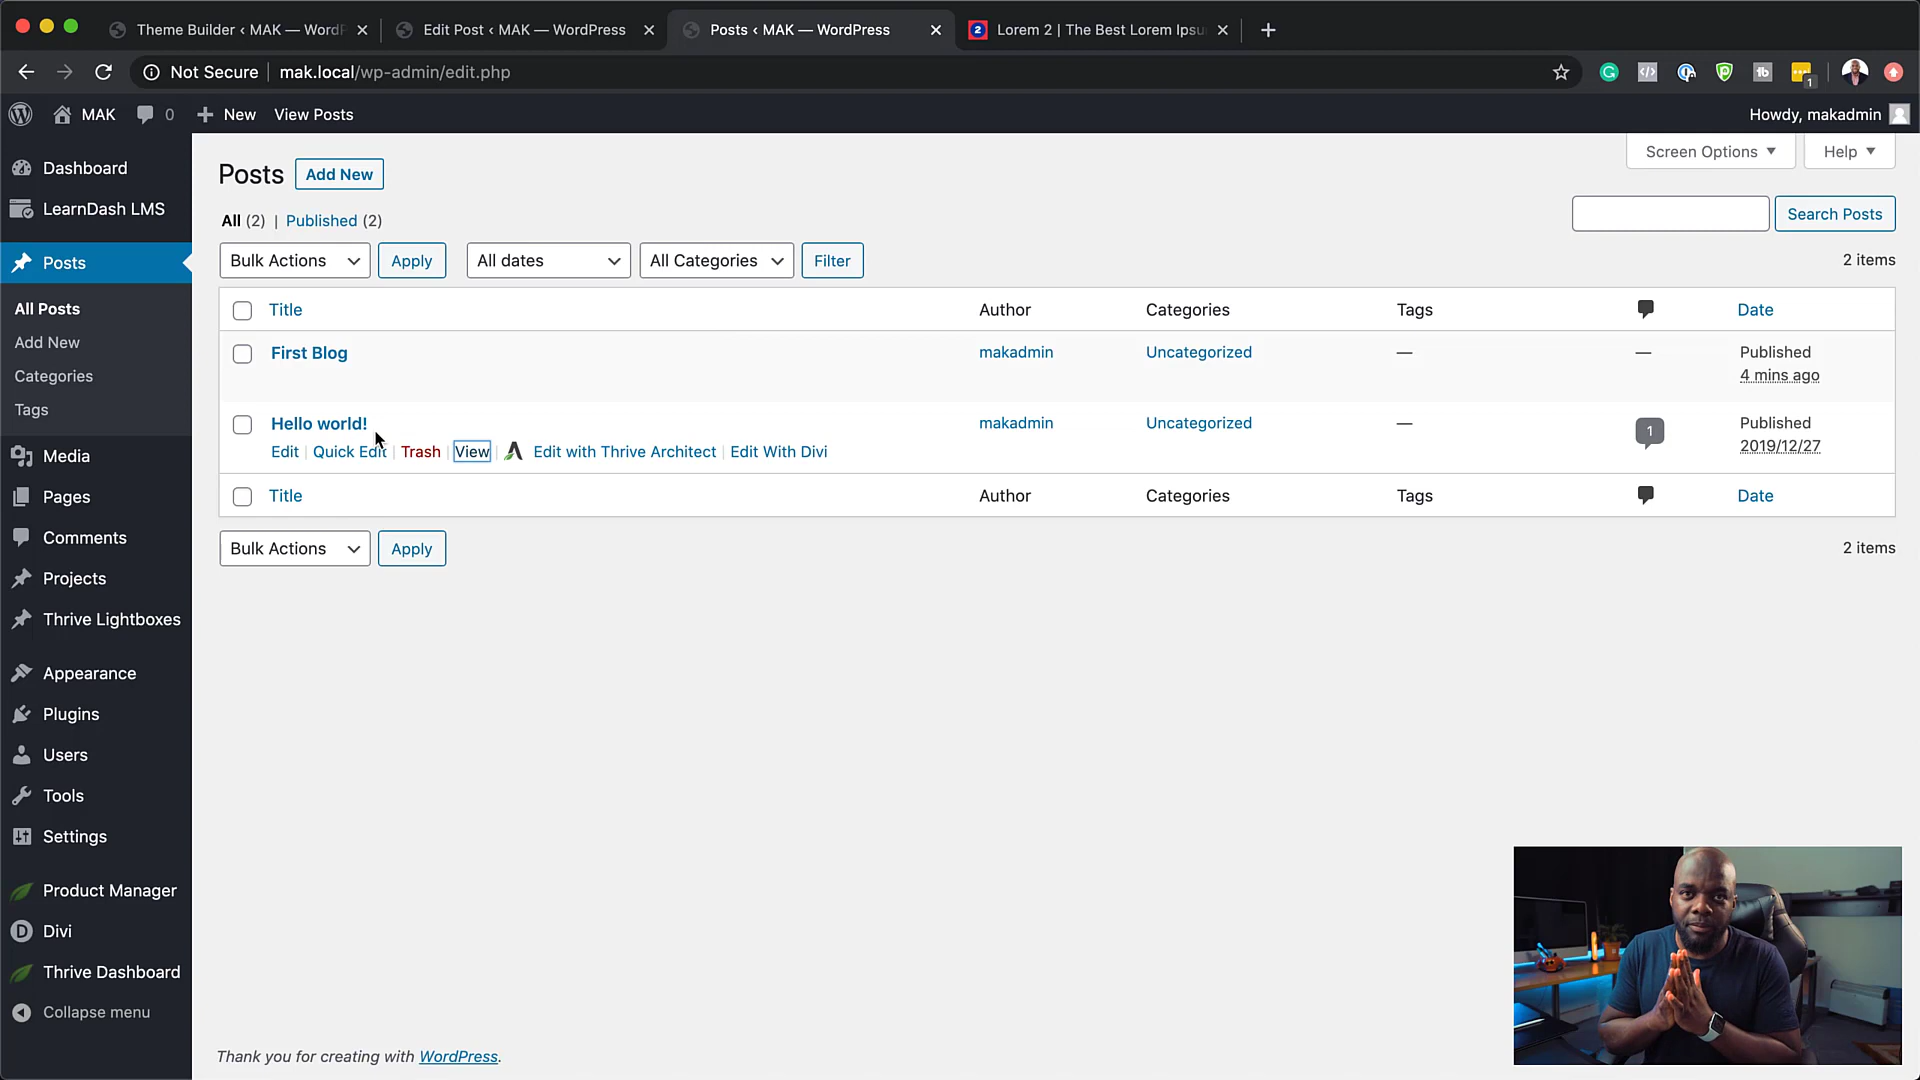 Theme Builder ‹ MAK — WordP
Edit Post ‹ MAK — WordPress
Posts ‹ MAK — WordPress
2
Lorem 2 | The Best Lorem Ipsu
Not Secure
mak.local/wp-admin/edit.php
1
MAK
0
New
View Posts
Howdy, makadmin
Dashboard
LearnDash LMS
Posts
All Posts
Add New
Categories
Tags
Media
Pages
Comments
Projects
Thrive Lightboxes
Appearance
Plugins
Users
Tools
Settings
Product Manager
Divi
Thrive Dashboard
Collapse menu
Screen Options
Help
Posts
Add New
All (2) | Published (2)
Search Posts
Bulk Actions
Apply
All dates
All Categories
Filter
2 items
Title Author Categories Tags Date
First Blog makadmin Uncategorized — — Published
4 mins ago
Hello world! makadmin Uncategorized — 1 Published
2019/12/27
Edit | Quick Edit | Trash | View | Edit with Thrive Architect | Edit With Divi
Title Author Categories Tags Date
Bulk Actions
Apply
2 items
Thank you for creating with WordPress.